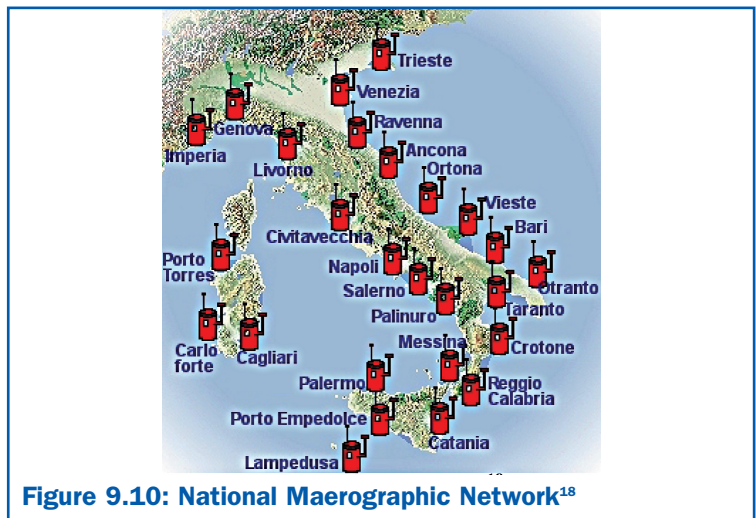 Trieste
Venezia
Genova
Ravenna
Imperia
Livorno
Ancona
Ortona
Vieste
Civitavecchia
Bari
Porto
Torres
Napoli
Otranto
Salerno
Taranto
Palinuro
Carlo
forte
Cagliari
Messina
Crotone
Palermo
Reggio
Calabria
Porto Empedolce
Catania
Lampedusa
Figure 9.10: National Maerographic Network18